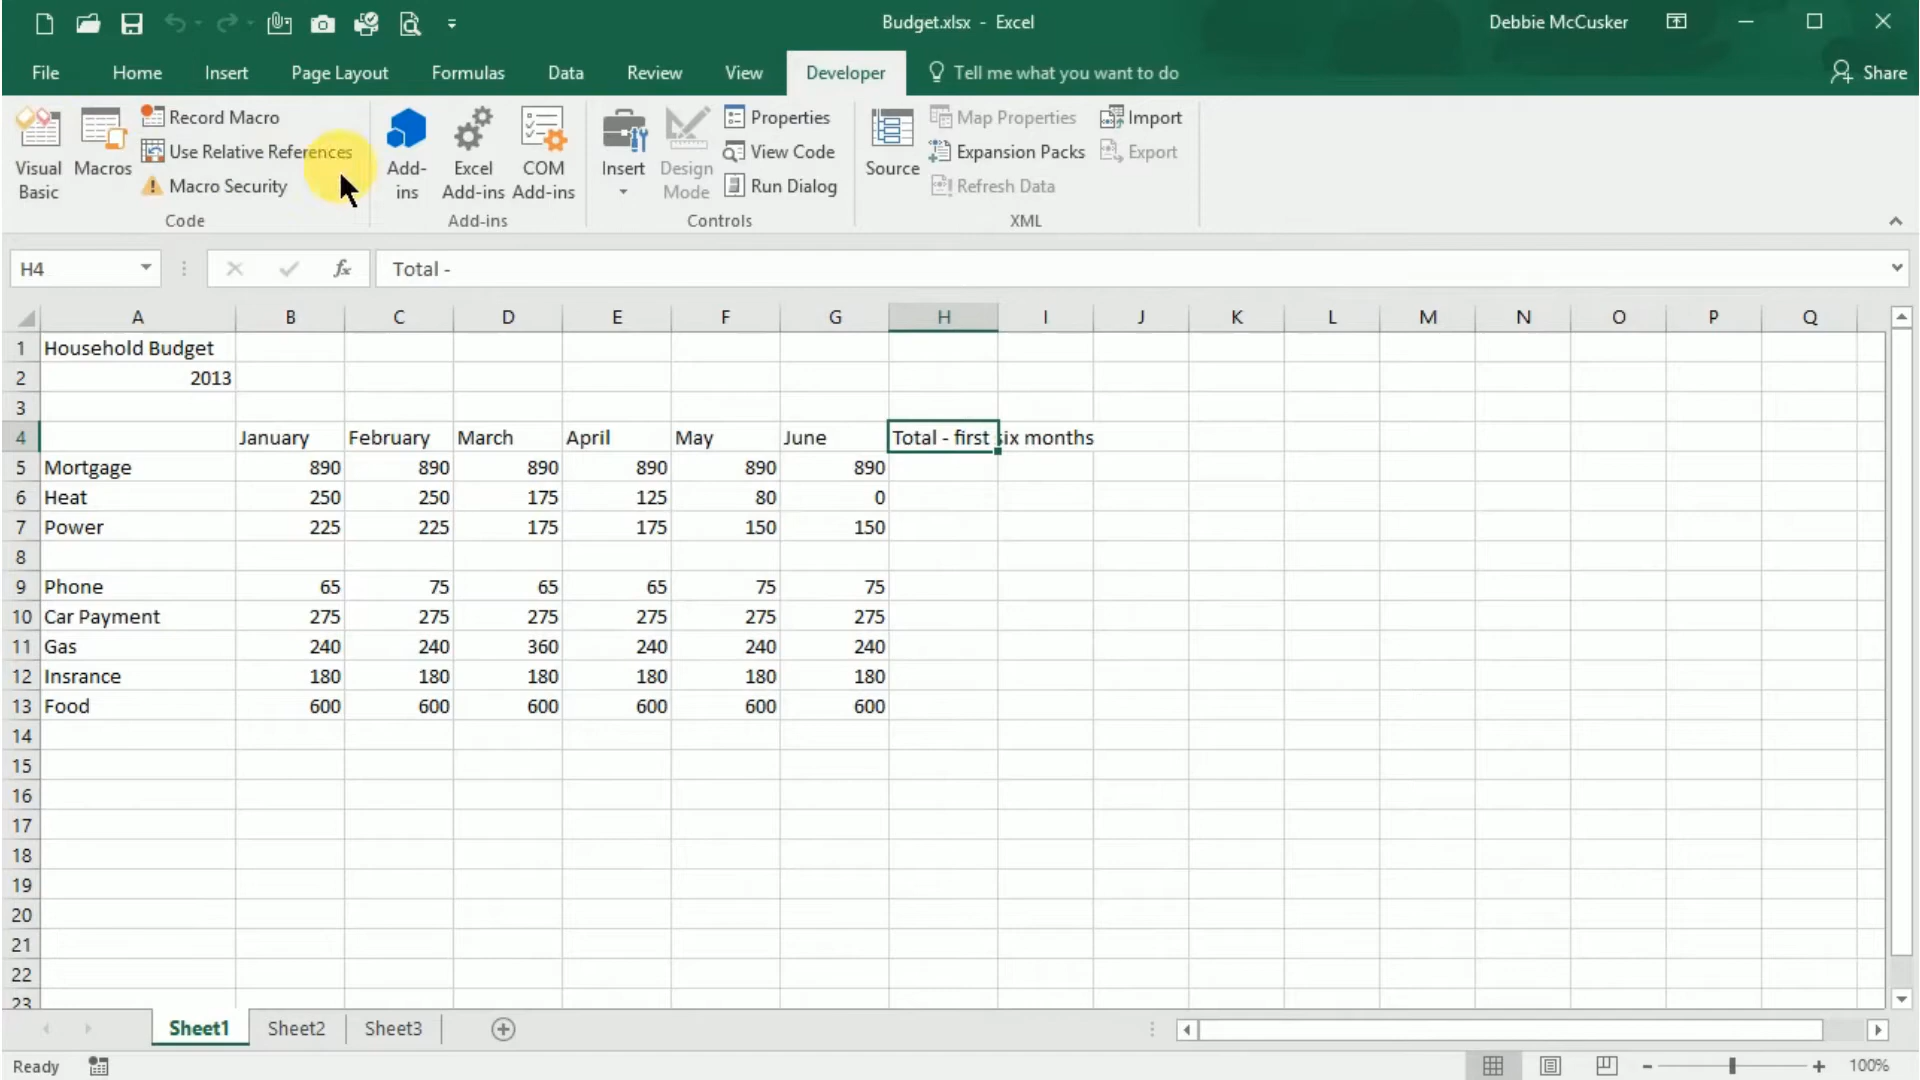 Budget.xlsx - Excel
Debbie McCusker
File Home Insert Page Layout Formulas Data Review View Developer Tell me what you want to do Share
Visual Basic
Macros
Record Macro
Use Relative References
Macro Security
Code
Add-ins
Excel Add-ins
COM Add-ins
Add-ins
Insert
Design Mode
Properties
View Code
Run Dialog
Controls
Source
Map Properties
Expansion Packs
Refresh Data
Import
Export
XML
H4 fx Total -
A B C D E F G H I J K L M N O P Q
1 Household Budget
2 2013
3
4 January February March April May June Total - first six months
5 Mortgage 890 890 890 890 890 890
6 Heat 250 250 175 125 80 0
7 Power 225 225 175 175 150 150
8
9 Phone 65 75 65 65 75 75
10 Car Payment 275 275 275 275 275 275
11 Gas 240 240 360 240 240 240
12 Insrance 180 180 180 180 180 180
13 Food 600 600 600 600 600 600
14
15
16
17
18
19
20
21
22
23
Sheet1 Sheet2 Sheet3
Ready 100%